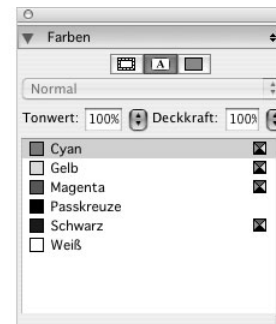 Farben
A
Normal
Tonwert: 100% Deckkraft: 100%
Cyan
Gelb
Magenta
Passkreuze
Schwarz
Weiß